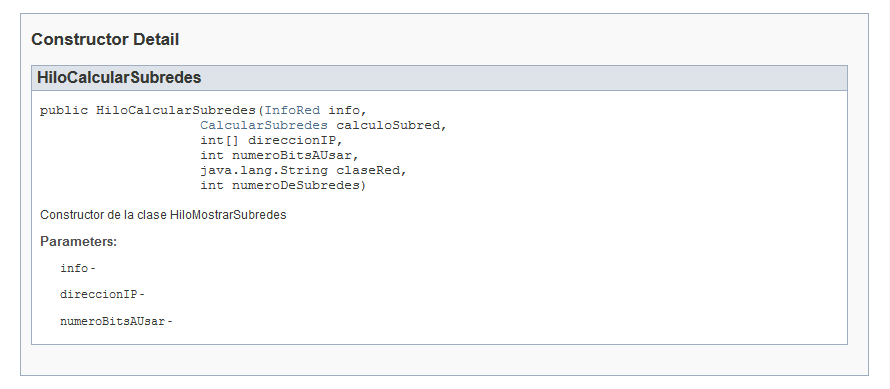 Constructor Detail
HiloCalcularSubredes
public HiloCalcularSubredes(InfoRed info,
CalcularSubredes calculoSubred,
int[] direccionIP,
int numeroBitsAUsar,
java.lang.String claseRed,
int numeroDeSubredes)
Constructor de la clase HiloMostrarSubredes
Parameters:
info -
direccionIP -
numeroBitsAUsar -